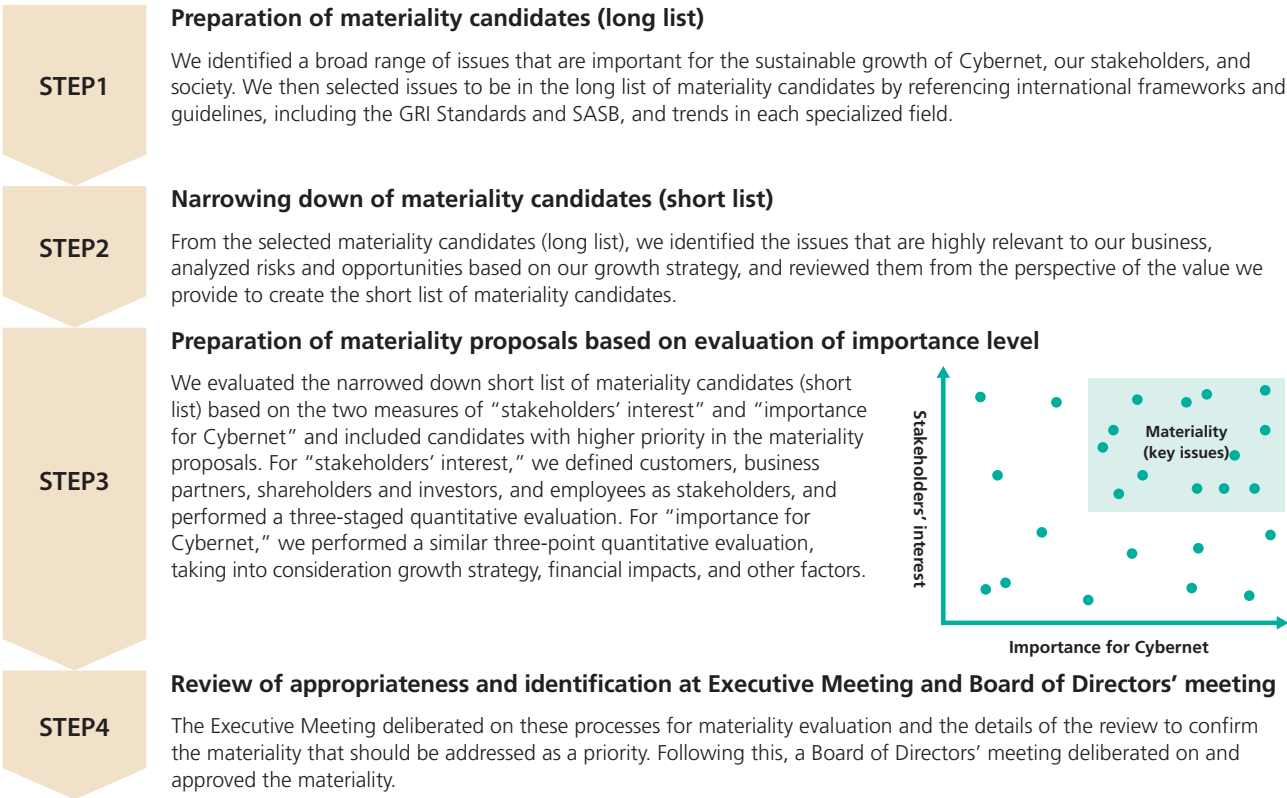 STEP1
Preparation of materiality candidates (long list)
We identified a broad range of issues that are important for the sustainable growth of Cybernet, our stakeholders, and
society. We then selected issues to be in the long list of materiality candidates by referencing international frameworks and
guidelines, including the GRI Standards and SASB, and trends in each specialized field.
STEP2
Narrowing down of materiality candidates (short list)
From the selected materiality candidates (long list), we identified the issues that are highly relevant to our business,
analyzed risks and opportunities based on our growth strategy, and reviewed them from the perspective of the value we
provide to create the short list of materiality candidates.
STEP3
Preparation of materiality proposals based on evaluation of importance level
We evaluated the narrowed down short list of materiality candidates (short
list) based on the two measures of “stakeholders’ interest” and “importance
for Cybernet” and included candidates with higher priority in the materiality
proposals. For “stakeholders’ interest,” we defined customers, business
partners, shareholders and investors, and employees as stakeholders, and
performed a three-staged quantitative evaluation. For “importance for
Cybernet,” we performed a similar three-point quantitative evaluation,
taking into consideration growth strategy, financial impacts, and other factors.
Stakeholders’ interest
Materiality
(key issues)
Importance for Cybernet
STEP4
Review of appropriateness and identification at Executive Meeting and Board of Directors’ meeting
The Executive Meeting deliberated on these processes for materiality evaluation and the details of the review to confirm
the materiality that should be addressed as a priority. Following this, a Board of Directors’ meeting deliberated on and
approved the materiality.